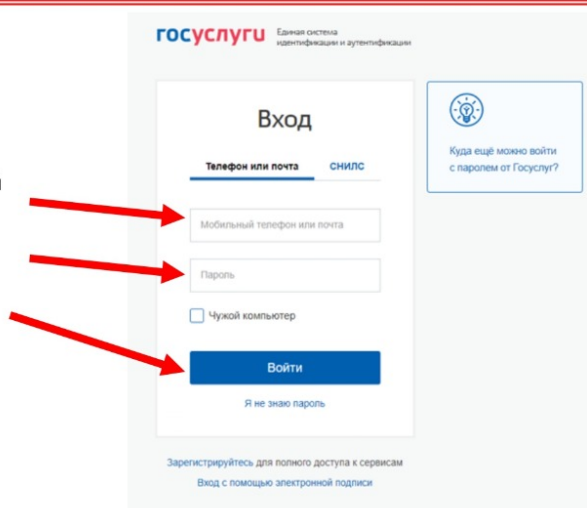 госуслуги
Единая система
идентификации и аутентификации
Вход
Телефон или почта СНИЛС
Мобильный телефон или почта
Пароль
Чужой компьютер
Войти
Я не знаю пароль
Куда ещё можно войти
с паролем от Госуслуг?
Зарегистрируйтесь для полного доступа к сервисам
Вход с помощью электронной подписи